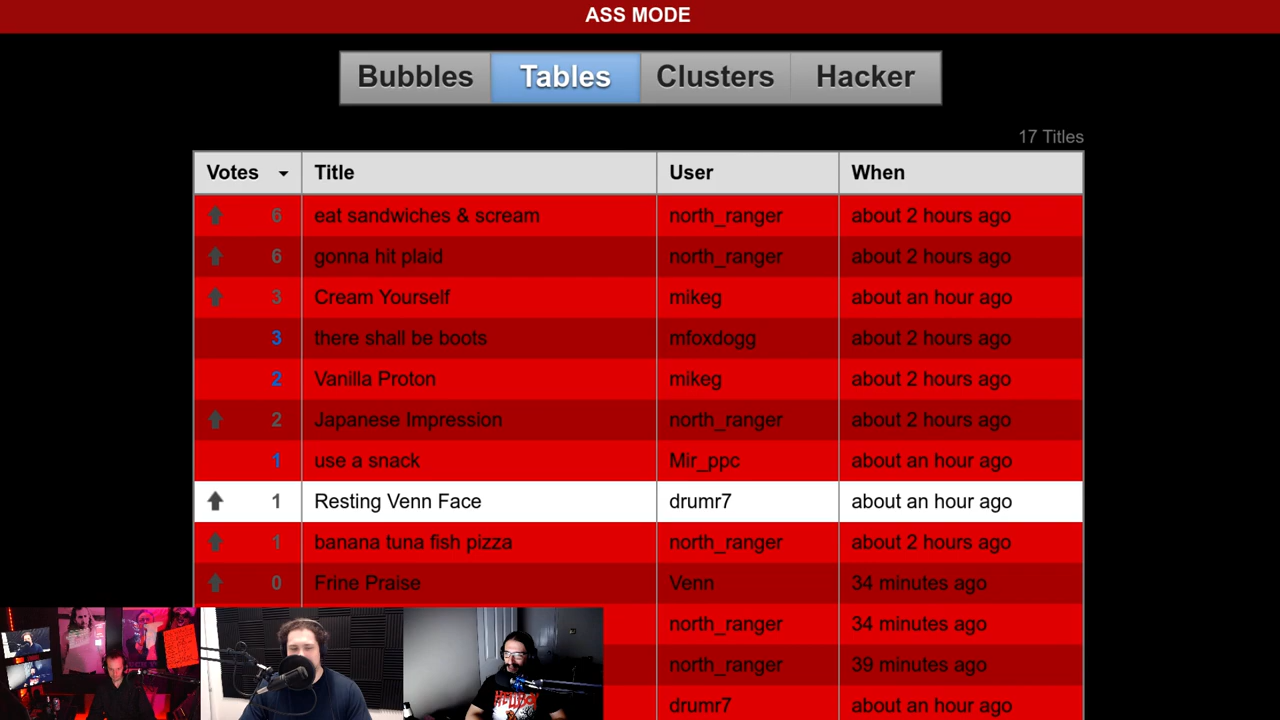 ASS MODE
Bubbles Tables Clusters Hacker
17 Titles
Votes Title User When
6 eat sandwiches & scream north_ranger about 2 hours ago
6 gonna hit plaid north_ranger about 2 hours ago
3 Cream Yourself mikeg about an hour ago
3 there shall be boots mfoxdogg about 2 hours ago
2 Vanilla Proton mikeg about 2 hours ago
2 Japanese Impression north_ranger about 2 hours ago
1 use a snack Mir_ppc about an hour ago
1 Resting Venn Face drumr7 about an hour ago
1 banana tuna fish pizza north_ranger about 2 hours ago
0 Frine Praise Venn 34 minutes ago
north_ranger 34 minutes ago
north_ranger 39 minutes ago
drumr7 about an hour ago